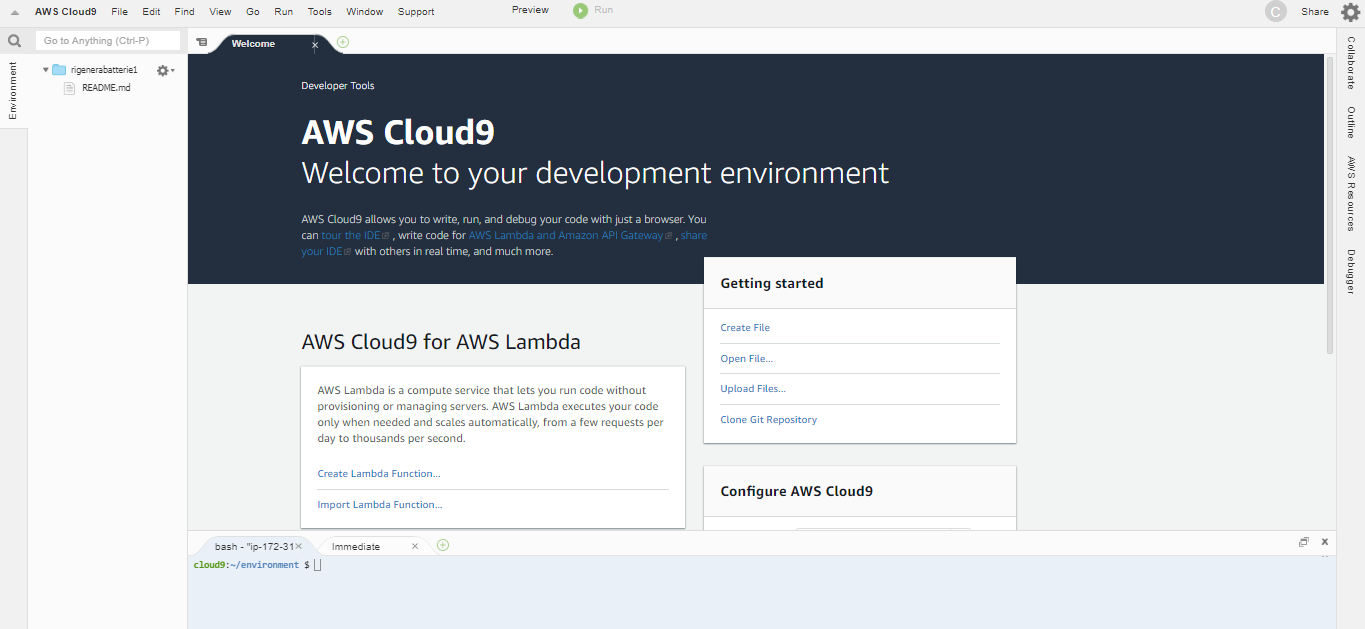 AWS Cloud9 File Edit Find View Go Run Tools Window Support Preview Run C Share
Go to Anything (Ctrl-P)
Environment
rigenerabatterie1
README.md
Welcome
Developer Tools
AWS Cloud9
Welcome to your development environment
AWS Cloud9 allows you to write, run, and debug your code with just a browser. You
can tour the IDE , write code for AWS Lambda and Amazon API Gateway , share
your IDE with others in real time, and much more.
Getting started
Create File
Open File...
Upload Files...
Clone Git Repository
AWS Cloud9 for AWS Lambda
AWS Lambda is a compute service that lets you run code without
provisioning or managing servers. AWS Lambda executes your code
only when needed and scales automatically, from a few requests per
day to thousands per second.
Create Lambda Function...
Import Lambda Function...
Configure AWS Cloud9
bash - "ip-172-31 Immediate
cloud9:~/environment $
Collaborate
Outline
AWS Resources
Debugger